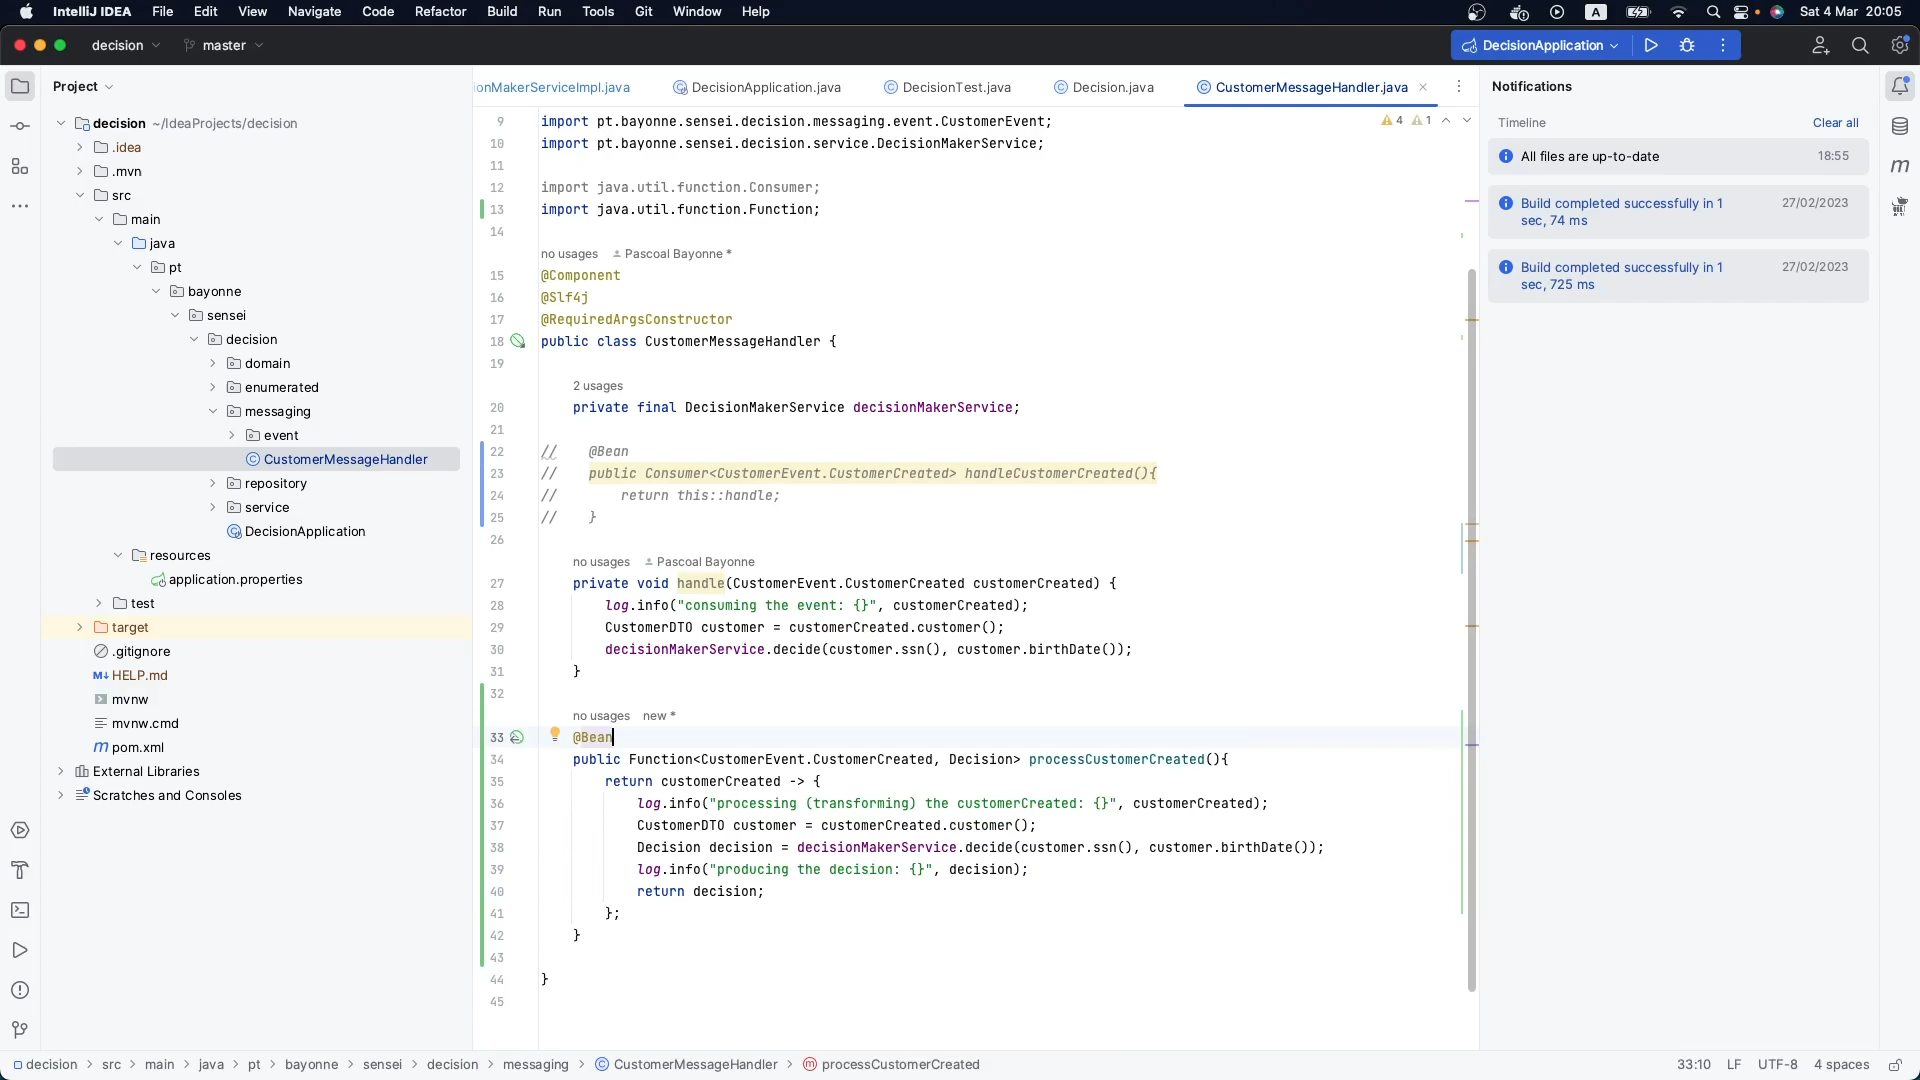 IntelliJ IDEA File Edit View Navigate Code Refactor Build Run Tools Git Window Help A Sat 4 Mar 20:05
decision master DecisionApplication
Project
decision ~/IdeaProjects/decision
.idea
.mvn
src
main
java
pt
bayonne
sensei
decision
domain
enumerated
messaging
event
CustomerMessageHandler
repository
service
DecisionApplication
resources
application.properties
test
target
.gitignore
M↓ HELP.md
mvnw
mvnw.cmd
m pom.xml
External Libraries
Scratches and Consoles
ionMakerServiceImpl.java DecisionApplication.java DecisionTest.java Decision.java CustomerMessageHandler.java
4 1
9 import pt.bayonne.sensei.decision.messaging.event.CustomerEvent;
10 import pt.bayonne.sensei.decision.service.DecisionMakerService;
11
12 import java.util.function.Consumer;
13 import java.util.function.Function;
14
no usages Pascoal Bayonne *
15 @Component
16 @Slf4j
17 @RequiredArgsConstructor
18 public class CustomerMessageHandler {
19
2 usages
20 private final DecisionMakerService decisionMakerService;
21
22 // @Bean
23 // public Consumer<CustomerEvent.CustomerCreated> handleCustomerCreated(){
24 // return this::handle;
25 // }
26
no usages Pascoal Bayonne
27 private void handle(CustomerEvent.CustomerCreated customerCreated) {
28 log.info("consuming the event: {}", customerCreated);
29 CustomerDTO customer = customerCreated.customer();
30 decisionMakerService.decide(customer.ssn(), customer.birthDate());
31 }
32
no usages new *
33 @Bean
34 public Function<CustomerEvent.CustomerCreated, Decision> processCustomerCreated(){
35 return customerCreated -> {
36 log.info("processing (transforming) the customerCreated: {}", customerCreated);
37 CustomerDTO customer = customerCreated.customer();
38 Decision decision = decisionMakerService.decide(customer.ssn(), customer.birthDate());
39 log.info("producing the decision: {}", decision);
40 return decision;
41 };
42 }
43
44 }
45
Notifications
Timeline Clear all
All files are up-to-date 18:55
Build completed successfully in 1 27/02/2023
sec, 74 ms
Build completed successfully in 1 27/02/2023
sec, 725 ms
m
decision > src > main > java > pt > bayonne > sensei > decision > messaging > CustomerMessageHandler > processCustomerCreated 33:10 LF UTF-8 4 spaces